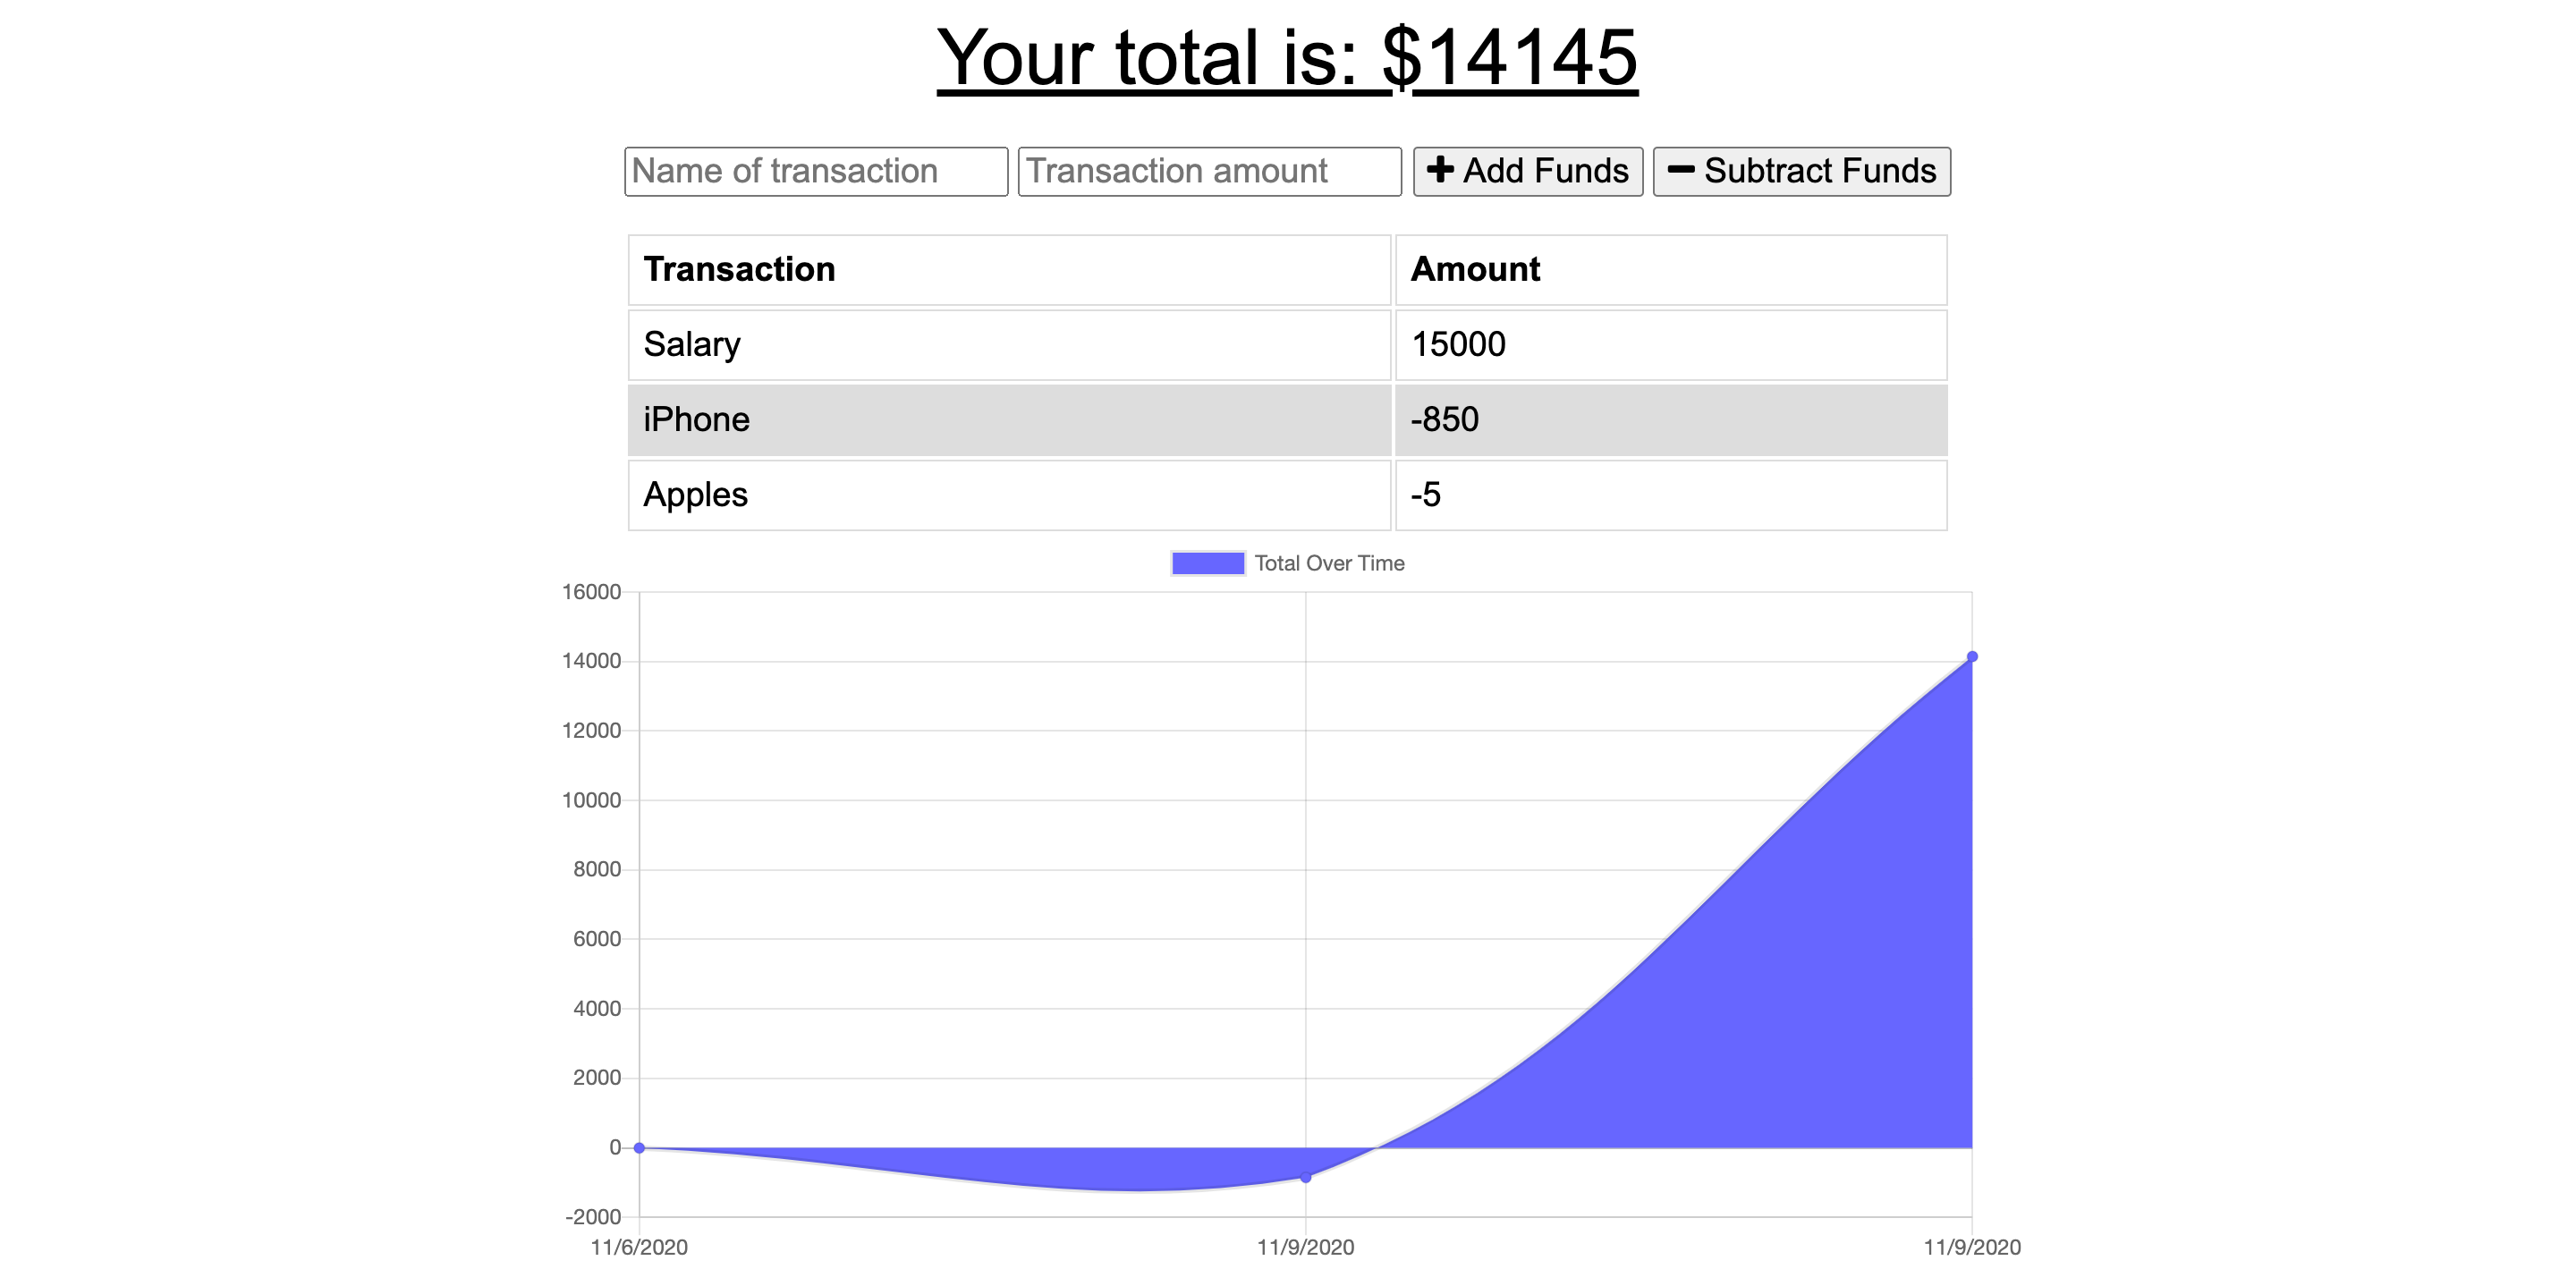 Your total is: $14145
Name of transaction Transaction amount + Add Funds − Subtract Funds
Transaction Amount
Salary 15000
iPhone -850
Apples -5
Total Over Time
16000
14000
12000
10000
8000
6000
4000
2000
0
-2000
11/6/2020 11/9/2020 11/9/2020